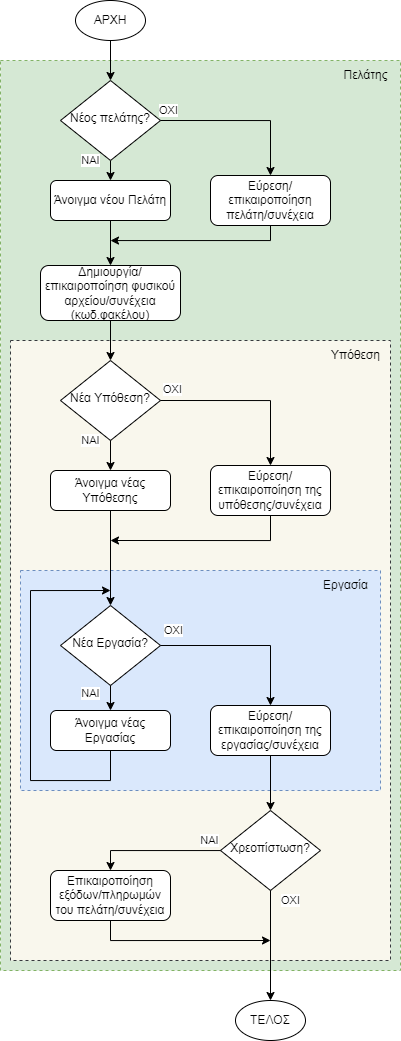 ΑΡΧΗ
Πελάτης
Νέος πελάτης?
ΟΧΙ
ΝΑΙ
Άνοιγμα νέου Πελάτη
Εύρεση/
επικαιροποίηση
πελάτη/συνέχεια
Δημιουργία/
επικαιροποίηση φυσικού
αρχείου/συνέχεια
(κωδ.φακέλου)
Υπόθεση
Νέα Υπόθεση?
ΟΧΙ
ΝΑΙ
Άνοιγμα νέας
Υπόθεσης
Εύρεση/
επικαιροποίηση της
υπόθεσης/συνέχεια
Εργασία
Νέα Εργασία?
ΟΧΙ
ΝΑΙ
Άνοιγμα νέας
Εργασίας
Εύρεση/
επικαιροποίηση της
εργασίας/συνέχεια
Χρεοπίστωση?
ΝΑΙ
Επικαιροποίηση
εξόδων/πληρωμών
του πελάτη/συνέχεια
ΟΧΙ
ΤΕΛΟΣ